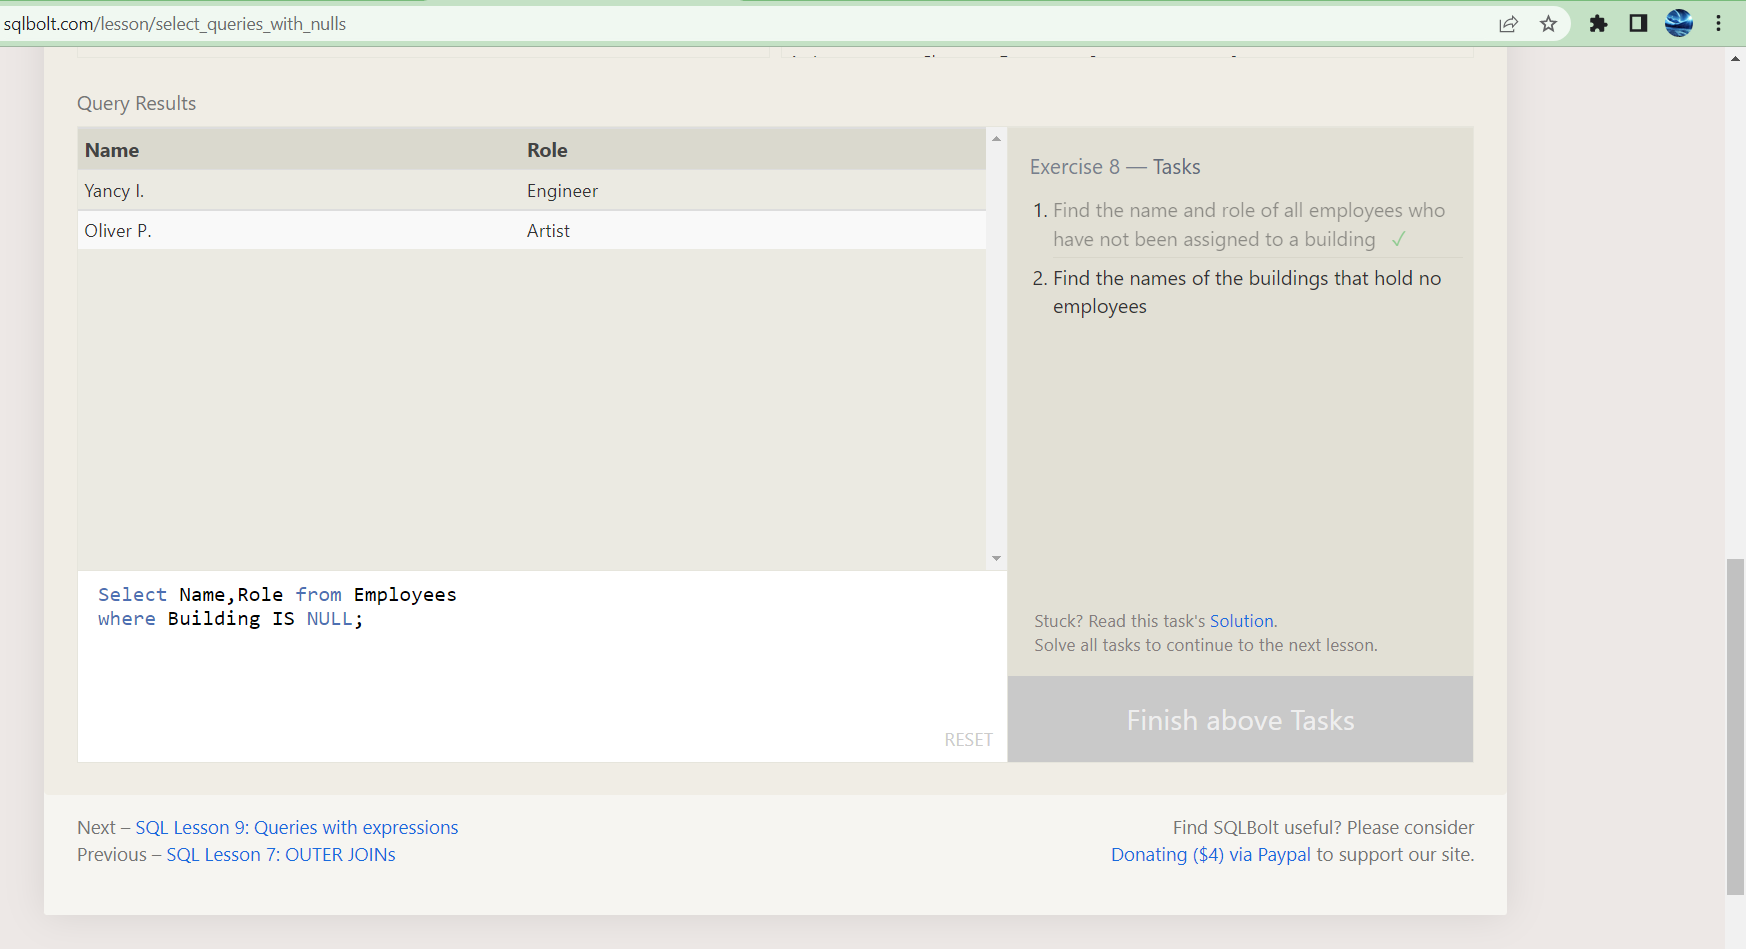 sqlbolt.com/lesson/select_queries_with_nulls
Query Results
Name Role
Yancy I. Engineer
Oliver P. Artist
Select Name,Role from Employees
where Building IS NULL;
RESET
Exercise 8 — Tasks
1. Find the name and role of all employees who
have not been assigned to a building ✓
2. Find the names of the buildings that hold no
employees
Stuck? Read this task's Solution.
Solve all tasks to continue to the next lesson.
Finish above Tasks
Next – SQL Lesson 9: Queries with expressions
Previous – SQL Lesson 7: OUTER JOINs
Find SQLBolt useful? Please consider
Donating ($4) via Paypal to support our site.